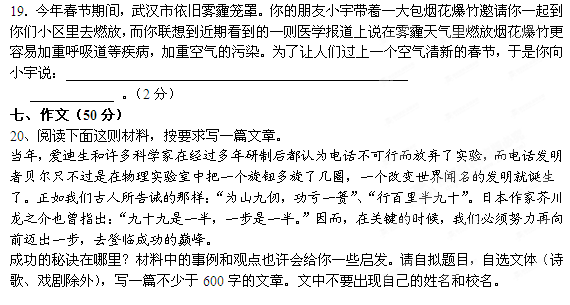 19. 今年春节期间，武汉市依旧雾霾笼罩。你的朋友小宇带着一大包烟花爆竹邀请你一起到
你们小区里去燃放，而你联想到近期看到的一则医学报道上说在雾霾天气里燃放烟花爆竹更
容易加重呼吸道等疾病，加重空气的污染。为了让人们过上一个空气清新的春节，于是你向
小宇说：____________________________
__________。（2分）
七、作文（50分）
20、阅读下面这则材料，按要求写一篇文章。
当年，爱迪生和许多科学家在经过多年研制后都认为电话不可行而放弃了实验，而电话发明
者贝尔只不过是在物理实验室中把一个旋钮多旋了几圈，一个改变世界闻名的发明就诞生
了。正如我们古人所告诫的那样：“为山九仞，功亏一篑”、“行百里半九十”。日本作家芥川
龙之介也曾指出：“九十九是一半，一步是一半。”因而，在关键的时候，我们必须努力再向
前迈出一步，去登临成功的巅峰。
成功的秘诀在哪里？材料中的事例和观点也许会给你一些启发。请自拟题目，自选文体（诗
歌、戏剧除外），写一篇不少于 600 字的文章。文中不要出现自己的姓名和校名。